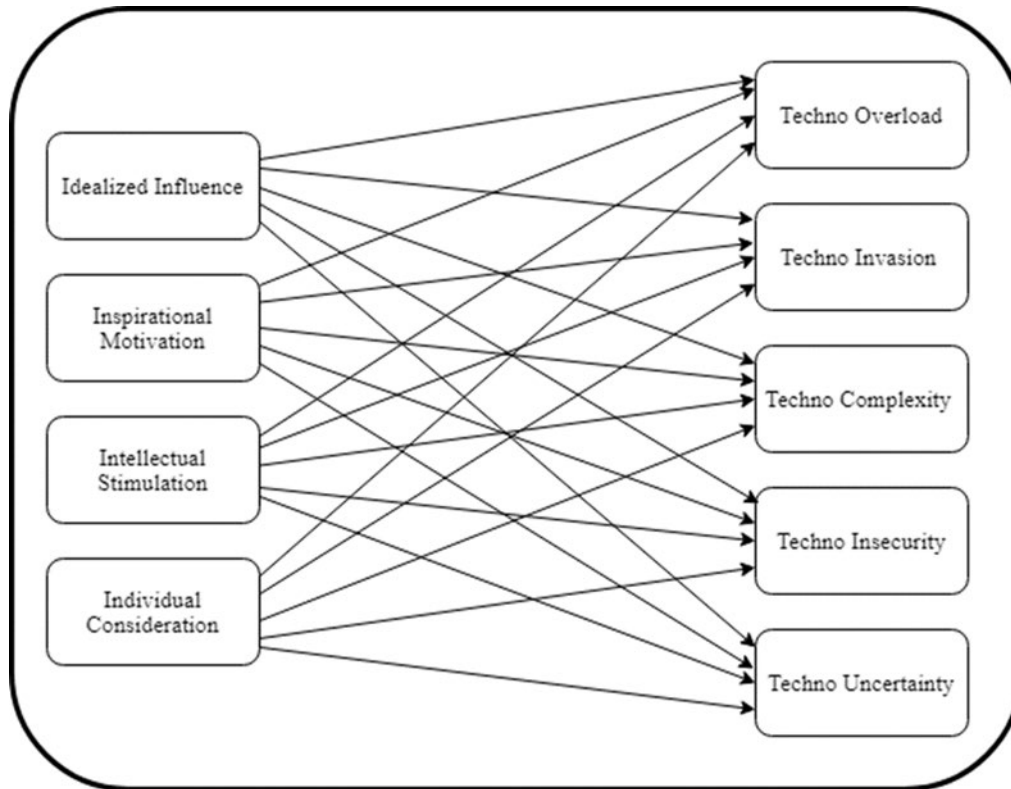 Idealized Influence
Inspirational
Motivation
Intellectual
Stimulation
Individual
Consideration
Techno Overload
Techno Invasion
Techno Complexity
Techno Insecurity
Techno Uncertainty